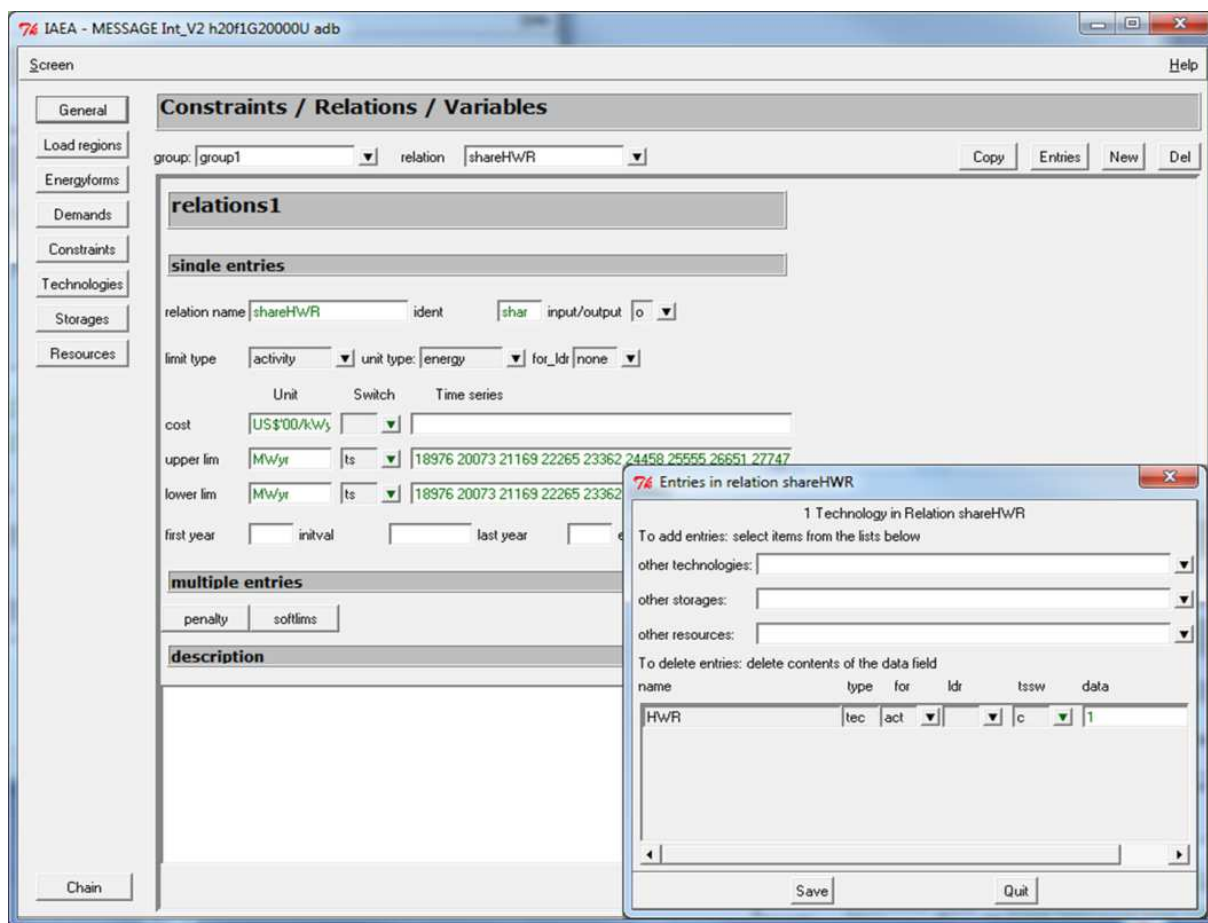 IAEA - MESSAGE Int_V2 h20f1G20000U adb
Screen Help
General
Load regions
Energyforms
Demands
Constraints
Technologies
Storages
Resources
Chain
Constraints / Relations / Variables
group: group1 relation shareHWR Copy Entries New Del
relations1
single entries
relation name shareHWR ident shar input/output o
limit type activity unit type: energy for_ldr none
Unit Switch Time series
cost US$'00/kWy
upper lim MWyr ts 18976 20073 21169 22265 23362 24458 25555 26651 27747
lower lim MWyr ts 18976 20073 21169 22265 23362
first year initval last year e
multiple entries
penalty softlims
description
Entries in relation shareHWR
1 Technology in Relation shareHWR
To add entries: select items from the lists below
other technologies:
other storages:
other resources:
To delete entries: delete contents of the data field
name type for ldr tssw data
HWR tec act c 1
Save Quit